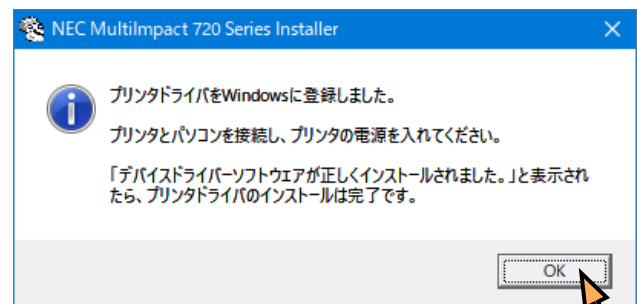 NEC MultiImpact 720 Series Installer
プリンタドライバをWindowsに登録しました。
プリンタとパソコンを接続し、プリンタの電源を入れてください。
「デバイスドライバーソフトウエアが正しくインストールされました。」と表示され
たら、プリンタドライバのインストールは完了です。
OK